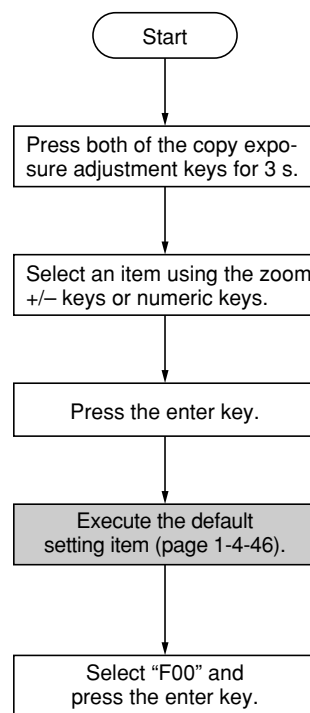 Start
Press both of the copy expo-
sure adjustment keys for 3 s.
Select an item using the zoom
+/– keys or numeric keys.
Press the enter key.
Execute the default
setting item (page 1-4-46).
Select “F00” and
press the enter key.